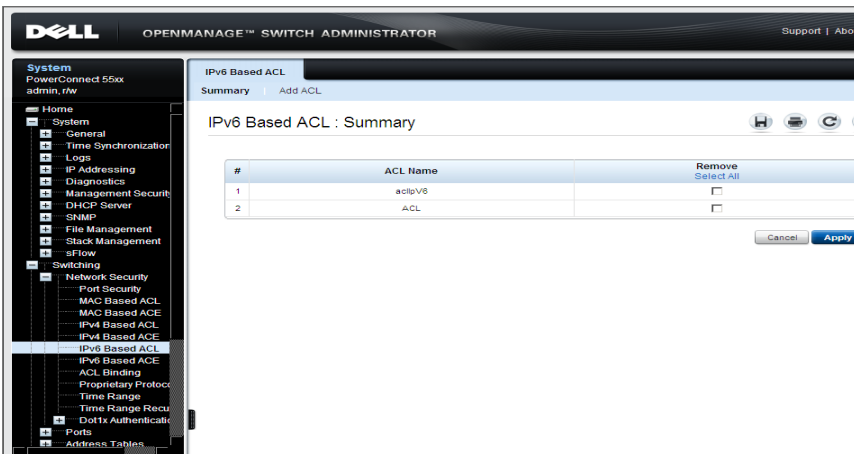 DELL
OPENMANAGE™ SWITCH ADMINISTRATOR
Support | Abo
System
PowerConnect 55xx
admin, r/w
Home
System
General
Time Synchronization
Logs
IP Addressing
Diagnostics
Management Securit
DHCP Server
SNMP
File Management
Stack Management
sFlow
Switching
Network Security
Port Security
MAC Based ACL
MAC Based ACE
IPv4 Based ACL
IPv4 Based ACE
IPv6 Based ACL
IPv6 Based ACE
ACL Binding
Proprietary Protoco
Time Range
Time Range Recu
Dot1x Authenticatio
Ports
Address Tables
IPv6 Based ACL
Summary | Add ACL
IPv6 Based ACL : Summary
# ACL Name Remove
Select All
1 aclipV6
2 ACL
Cancel Apply